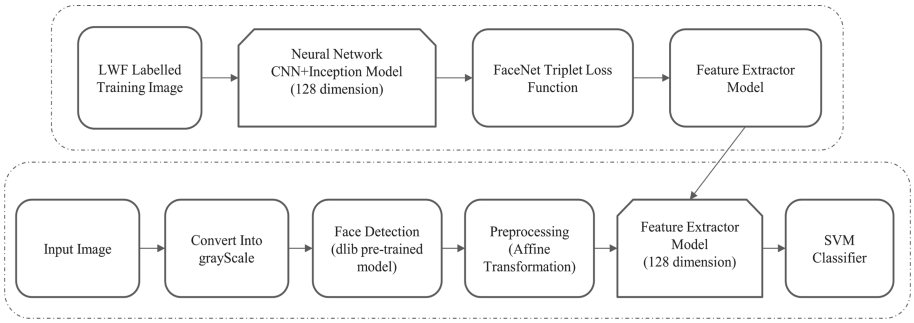 LWF Labelled
Training Image
Neural Network
CNN+Inception Model
(128 dimension)
FaceNet Triplet Loss
Function
Feature Extractor
Model
Input Image
Convert Into
grayScale
Face Detection
(dlib pre-trained
model)
Preprocessing
(Affine
Transformation)
Feature Extractor
Model
(128 dimension)
SVM
Classifier